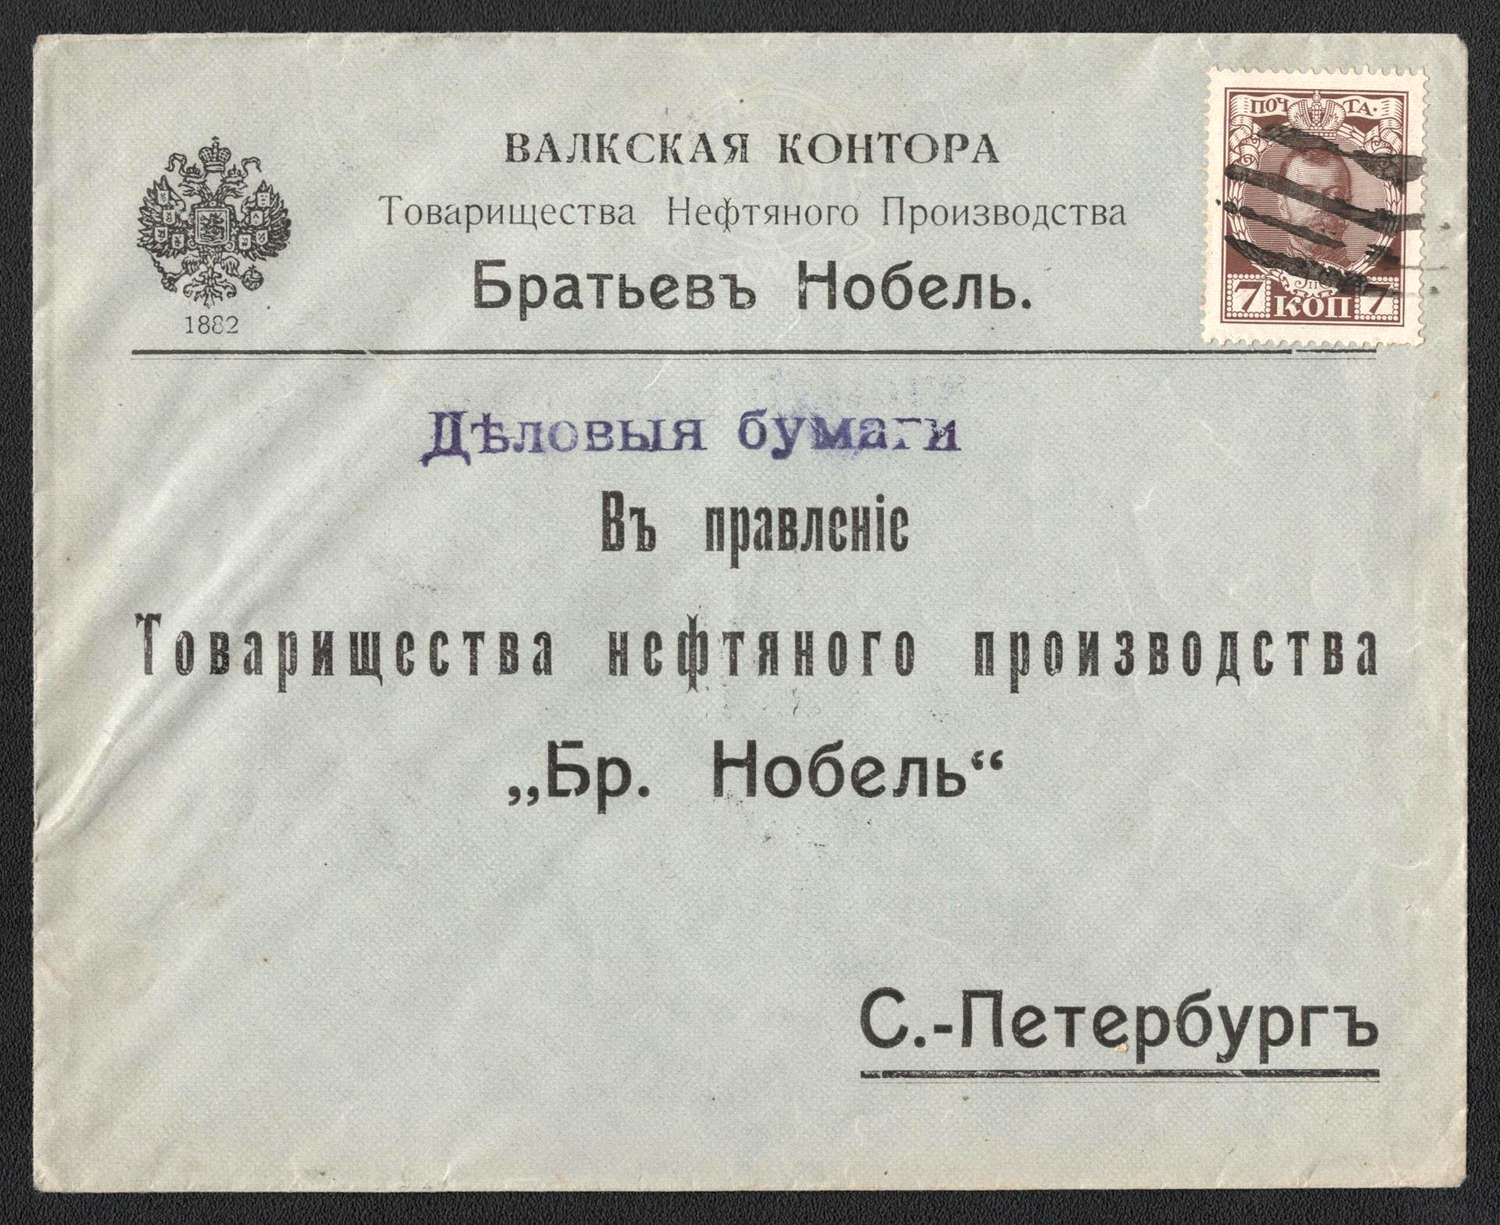 ВАЛКСКАЯ КОНТОРА
Товарищества Нефтяного Производства
Братьевъ Нобель.
1882
ПОЧТА.
7 КОП 7
Дѣловыя бумаги
Въ правленіе
Товарищества нефтяного производства
„Бр. Нобель“
С.-Петербургъ